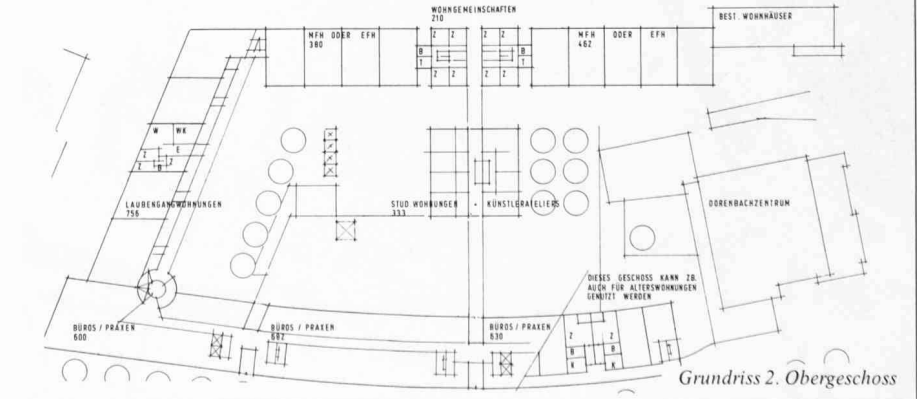 WOHNGEMEINSCHAFTEN
210
BEST. WOHNHÄUSER
MFH ODER EFH
380
Z Z
Z Z
MFH ODER EFH
462
B
T
B
T
Z Z
Z Z
W WK
E
Z
Z
Z
B
LAUBENGANGWOHNUNGEN
756
STUD WOHNUNGEN
333
KÜNSTLERATELIERS
DORENBACHZENTRUM
DIESES GESCHOSS KANN ZB.
AUCH FÜR ALTERSWOHNUNGEN
GENUTZT WERDEN
BÜROS / PRAXEN
600
BÜROS / PRAXEN
682
BÜROS / PRAXEN
630
Z Z
B B
K K
Grundriss 2. Obergeschoss